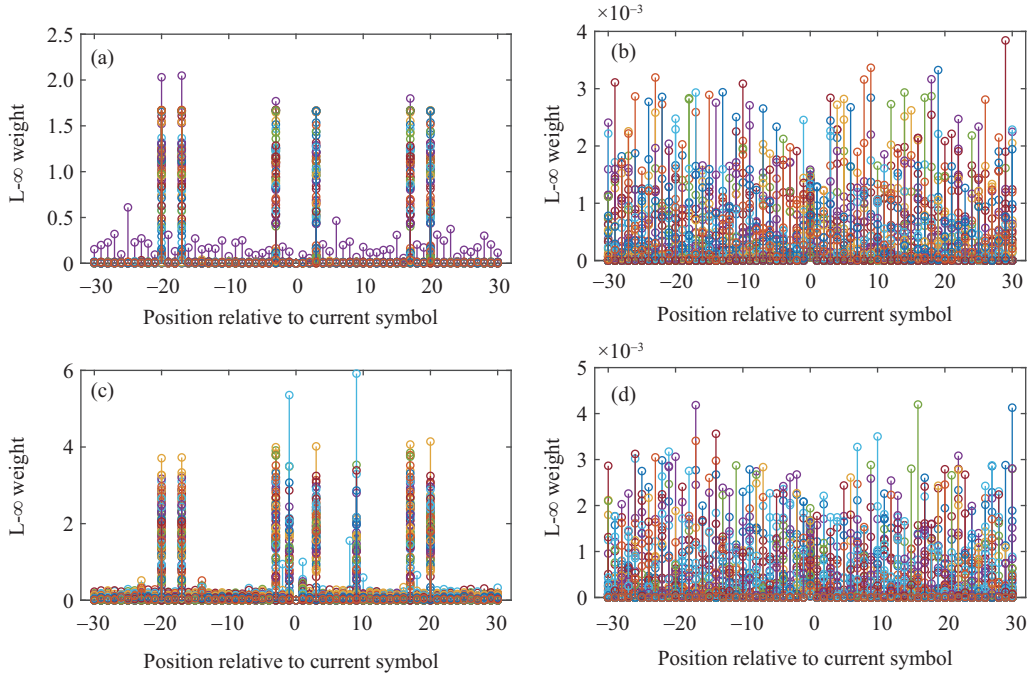 (a)
2.5
2.0
1.5
1.0
0.5
0
L-∞ weight
−30 −20 −10 0 10 20 30
Position relative to current symbol
×10⁻³
(b)
4
3
2
1
0
L-∞ weight
−30 −20 −10 0 10 20 30
Position relative to current symbol
(c)
6
4
2
0
L-∞ weight
−30 −20 −10 0 10 20 30
Position relative to current symbol
×10⁻³
(d)
5
4
3
2
1
0
L-∞ weight
−30 −20 −10 0 10 20 30
Position relative to current symbol